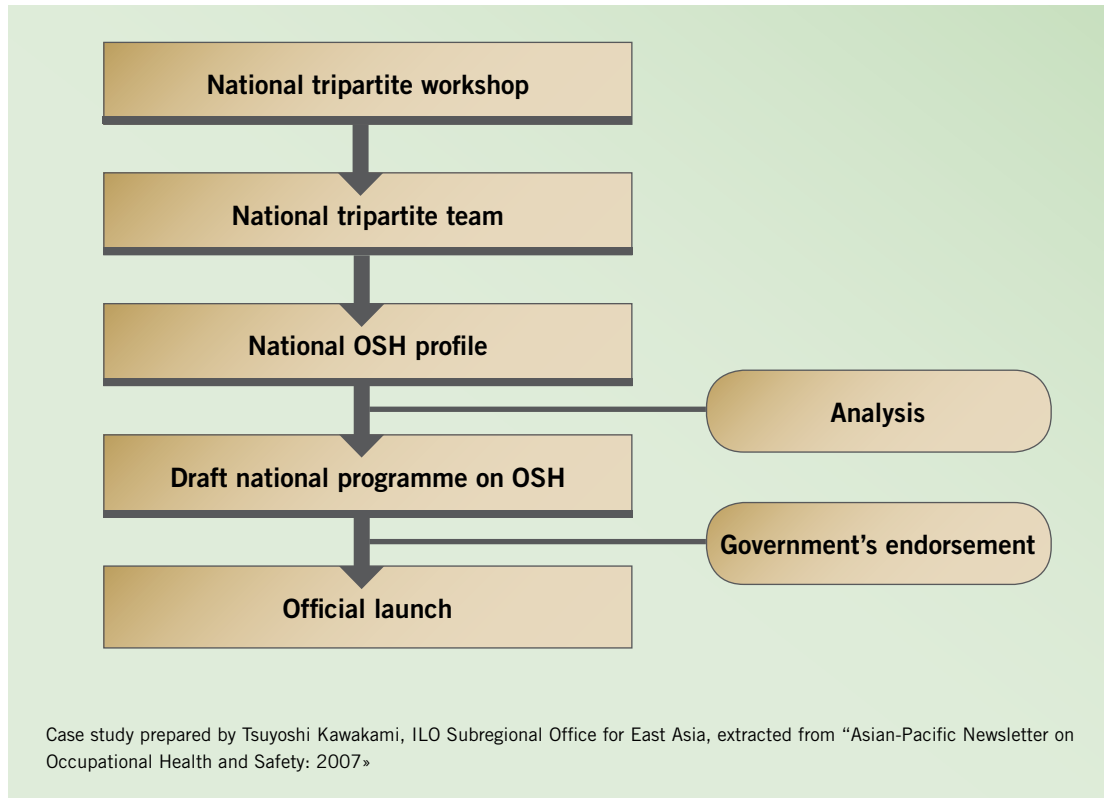 National tripartite workshop
National tripartite team
National OSH profile
Analysis
Draft national programme on OSH
Government's endorsement
Official launch
Case study prepared by Tsuyoshi Kawakami, ILO Subregional Office for East Asia, extracted from “Asian-Pacific Newsletter on
Occupational Health and Safety: 2007»